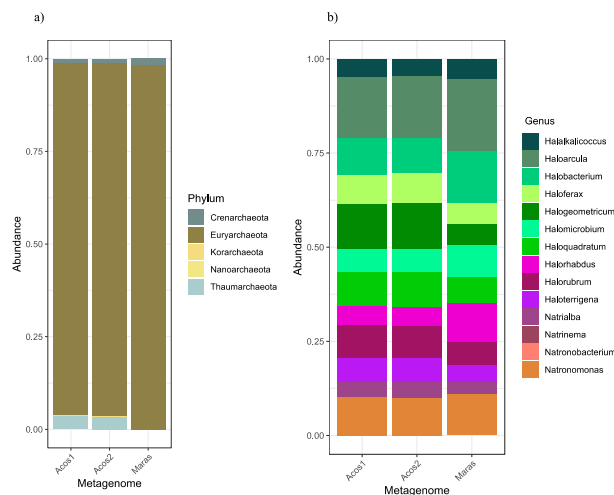 a)
1.00
0.75
0.50
0.25
0.00
Abundance
Acos1
Acos2
Maras
Metagenome
Phylum
Crenarchaeota
Euryarchaeota
Korarchaeota
Nanoarchaeota
Thaumarchaeota
b)
1.00
0.75
0.50
0.25
0.00
Abundance
Acos1
Acos2
Maras
Metagenome
Genus
Halalkalicoccus
Haloarcula
Halobacterium
Haloferax
Halogeometricum
Halomicrobium
Haloquadratum
Halorhabdus
Halorubrum
Haloterrigena
Natrialba
Natrinema
Natronobacterium
Natronomonas